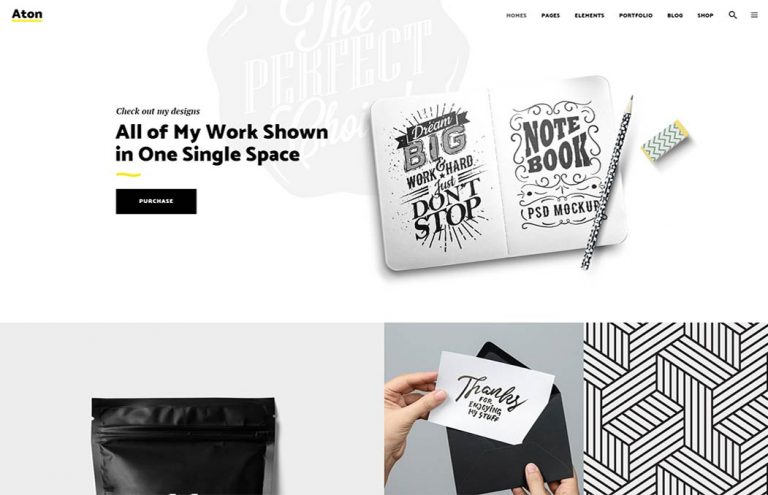 Aton
HOMES PAGES ELEMENTS PORTFOLIO BLOG SHOP
The
PERFECT
Choice
Check out my designs
All of My Work Shown
in One Single Space
PURCHASE
Dream
BIG
WORK HARD
&
Just
DON'T
STOP
NOTE
BOOK
PSD MOCKUP
Thanks
FOR
ENJOYING
MY STUFF